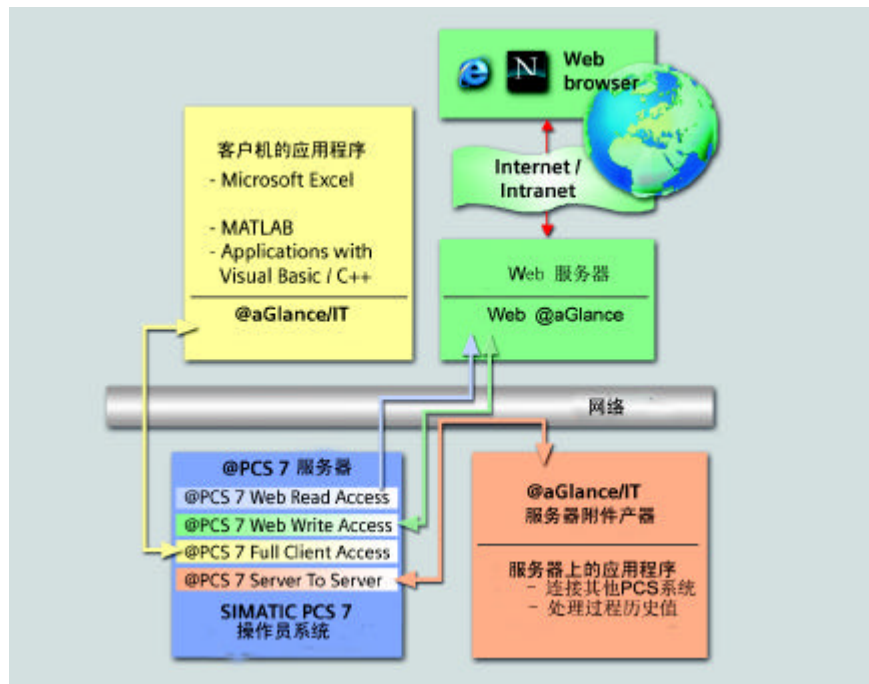 Web
browser
N
Internet /
Intranet
客户机的应用程序
- Microsoft Excel
- MATLAB
- Applications with
Visual Basic / C++
@aGlance/IT
Web 服务器
Web @aGlance
网络
@PCS 7 服务器
@PCS 7 Web Read Access
@PCS 7 Web Write Access
@PCS 7 Full Client Access
@PCS 7 Server To Server
SIMATIC PCS 7
操作员系统
@aGlance/IT
服务器附件产器
服务器上的应用程序
- 连接其他PCS系统
- 处理过程历史值